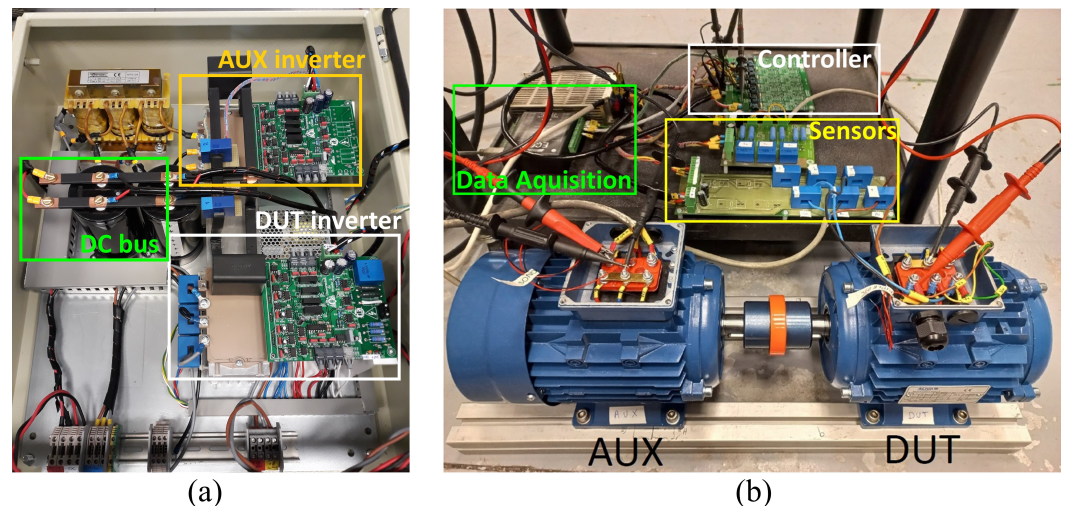 AUX inverter
DUT inverter
DC bus
(a)
Controller
Sensors
Data Aquisition
AUX
DUT
AUX
DUT
(b)